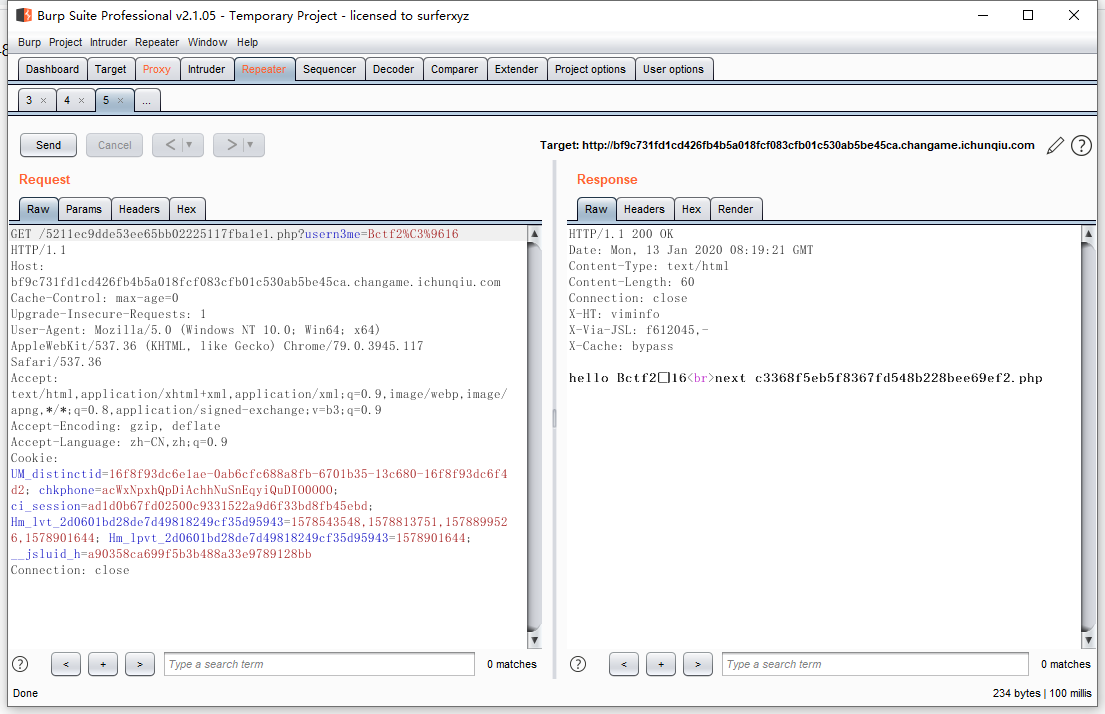 Burp Suite Professional v2.1.05 - Temporary Project - licensed to surferxyz
Burp Project Intruder Repeater Window Help
Dashboard Target Proxy Intruder Repeater Sequencer Decoder Comparer Extender Project options User options
3 × 4 × 5 × ...
Send Cancel < > Target: http://bf9c731fd1cd426fb4b5a018fcf083cfb01c530ab5be45ca.changame.ichunqiu.com ?
Request
Raw Params Headers Hex
GET /5211ec9dde53ee65bb02225117fba1e1.php?usern3me=Bctf2%C3%9616
HTTP/1.1
Host:
bf9c731fd1cd426fb4b5a018fcf083cfb01c530ab5be45ca.changame.ichunqiu.com
Cache-Control: max-age=0
Upgrade-Insecure-Requests: 1
User-Agent: Mozilla/5.0 (Windows NT 10.0; Win64; x64)
AppleWebKit/537.36 (KHTML, like Gecko) Chrome/79.0.3945.117
Safari/537.36
Accept:
text/html,application/xhtml+xml,application/xml;q=0.9,image/webp,image/
apng,*/*;q=0.8,application/signed-exchange;v=b3;q=0.9
Accept-Encoding: gzip, deflate
Accept-Language: zh-CN,zh;q=0.9
Cookie:
UM_distinctid=16f8f93dc6e1ae-0ab6cfc688a8fb-6701b35-13c680-16f8f93dc6f4
d2; chkphone=acWxNpxhQpDiAchhNuSnEqyiQuDIO0O0O;
ci_session=ad1d0b67fd02500c9331522a9d6f33bd8fb45ebd;
Hm_lvt_2d0601bd28de7d49818249cf35d95943=1578543548,1578813751,157889952
6,1578901644; Hm_lpvt_2d0601bd28de7d49818249cf35d95943=1578901644;
__jsluid_h=a90358ca699f5b3b488a33e9789128bb
Connection: close
? < + > Type a search term 0 matches
Response
Raw Headers Hex Render
HTTP/1.1 200 OK
Date: Mon, 13 Jan 2020 08:19:21 GMT
Content-Type: text/html
Content-Length: 60
Connection: close
X-HT: viminfo
X-Via-JSL: f612045,-
X-Cache: bypass
hello Bctf2□16<br>next c3368f5eb5f8367fd548b228bee69ef2.php
? < + > Type a search term 0 matches
Done
234 bytes | 100 millis